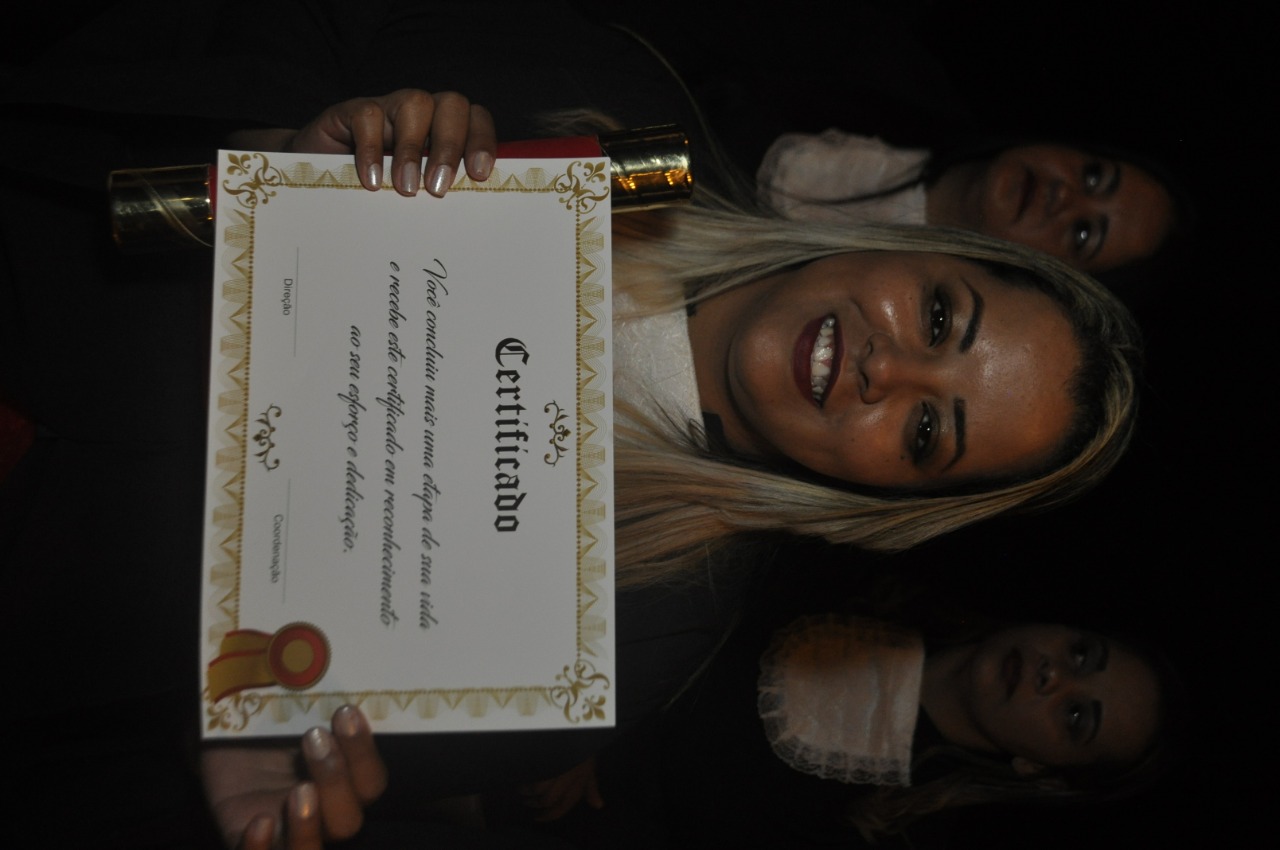 Certificado
Você concluiu mais uma etapa de sua vida
e recebe este certificado em reconhecimento
ao seu esforço e dedicação.
Direção
Coordenação